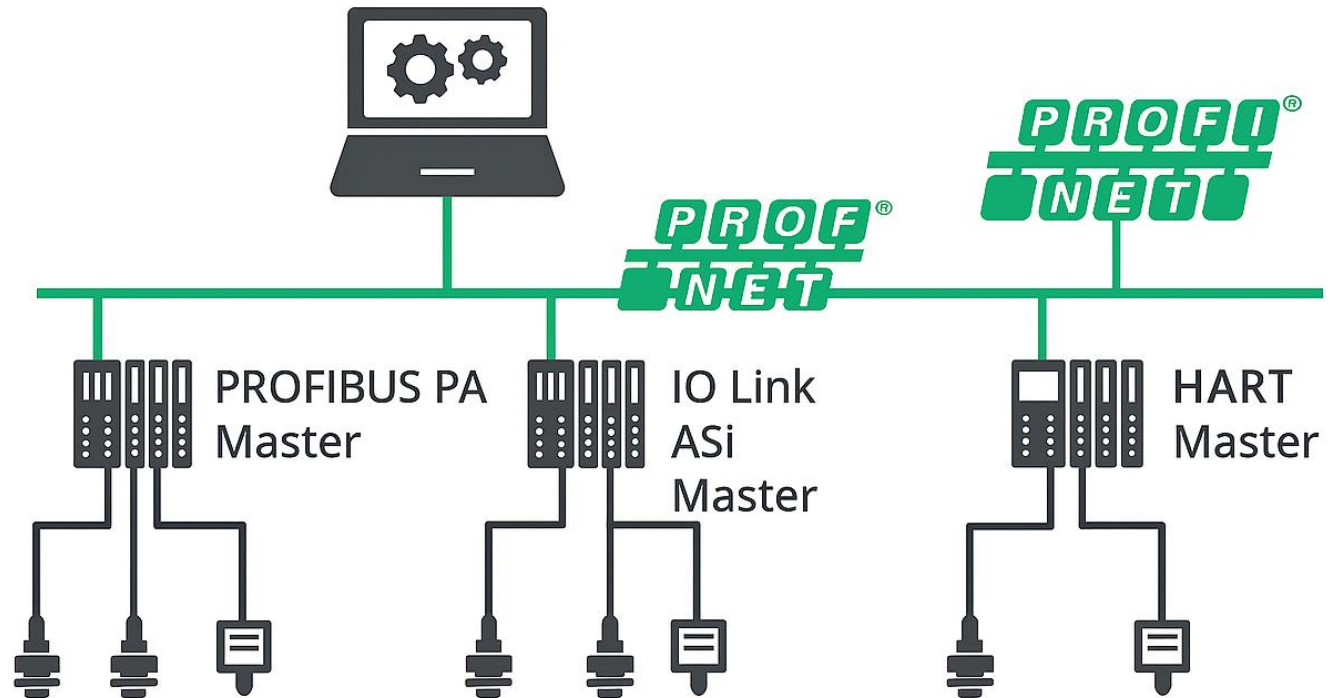 PROFI®
NET
PROF®
NET
PROFIBUS PA
Master
IO Link
ASi
Master
HART
Master